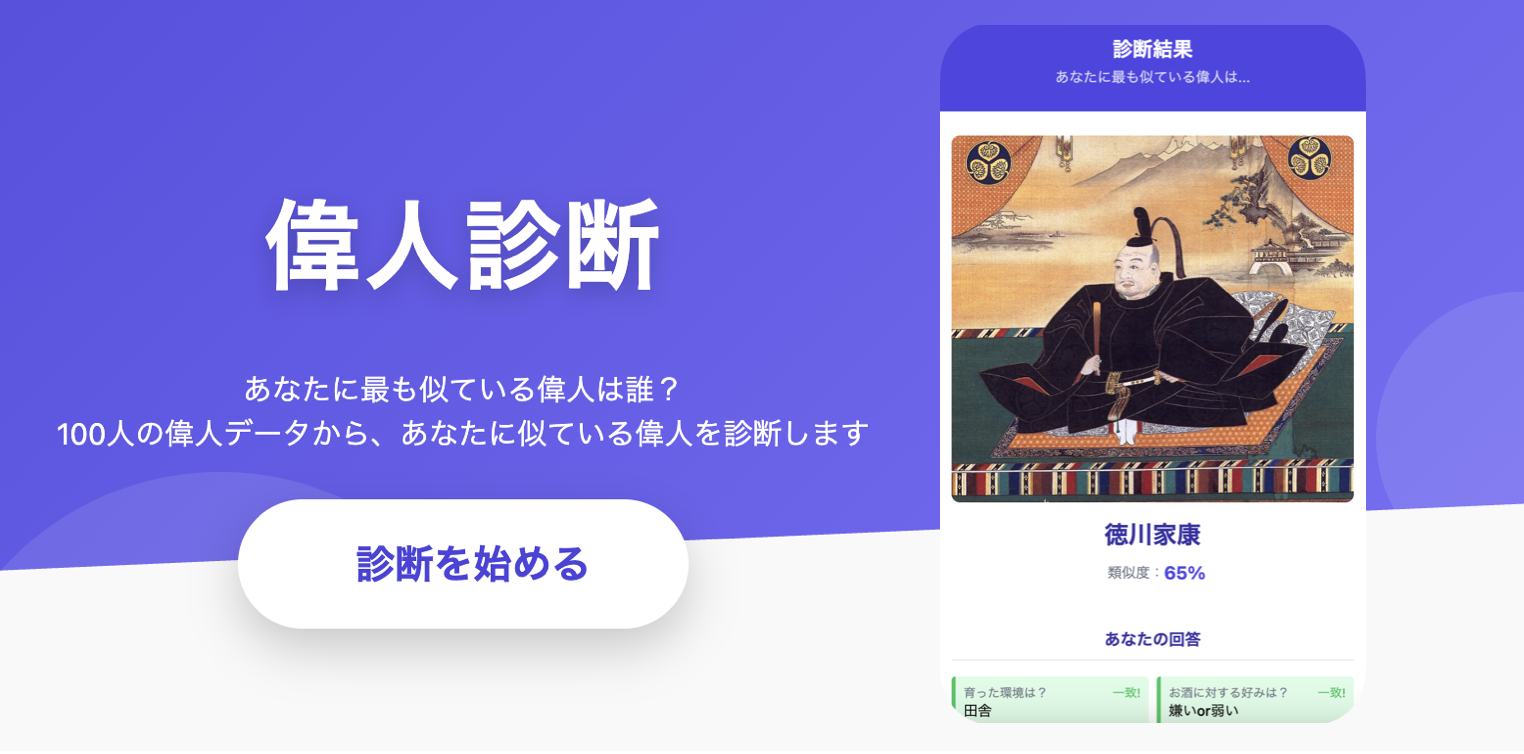 偉人診断
あなたに最も似ている偉人は誰？
100人の偉人データから、あなたに似ている偉人を診断します
診断を始める
診断結果
あなたに最も似ている偉人は...
徳川家康
類似度：65%
あなたの回答
育った環境は？ 一致!
田舎
お酒に対する好みは？ 一致!
嫌いor弱い